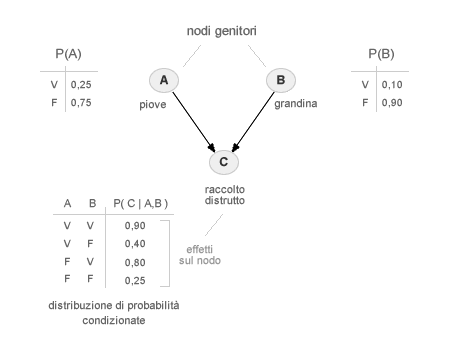 nodi genitori
P(A)
V 0,25
F 0,75
A
piove
B
grandina
P(B)
V 0,10
F 0,90
C
raccolto
distrutto
A B P( C | A,B )
V V 0,90
V F 0,40
F V 0,80
F F 0,25
effetti
sul nodo
distribuzione di probabilità
condizionate